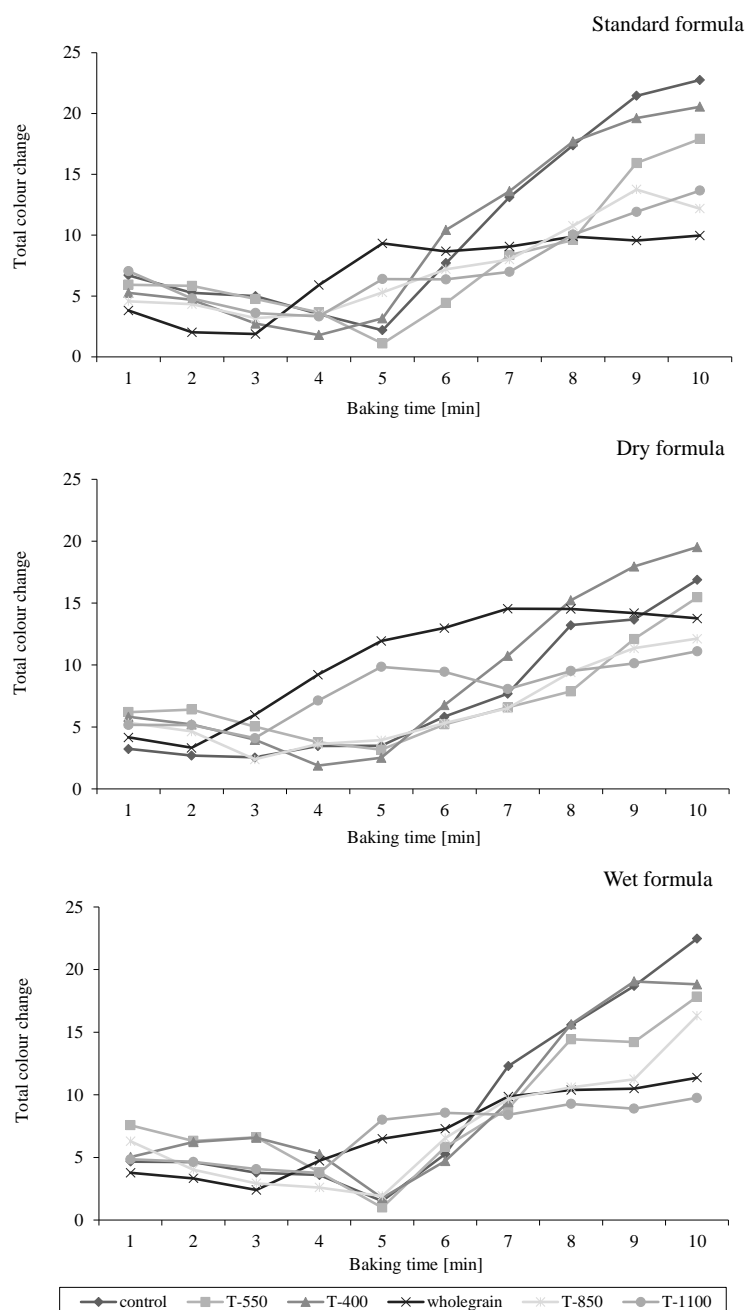 Standard formula
25
20
15
10
5
0
Total colour change
1 2 3 4 5 6 7 8 9 10
Baking time [min]
Dry formula
25
20
15
10
5
0
Total colour change
1 2 3 4 5 6 7 8 9 10
Baking time [min]
Wet formula
25
20
15
10
5
0
Total colour change
1 2 3 4 5 6 7 8 9 10
Baking time [min]
control T-550 T-400 wholegrain T-850 T-1100